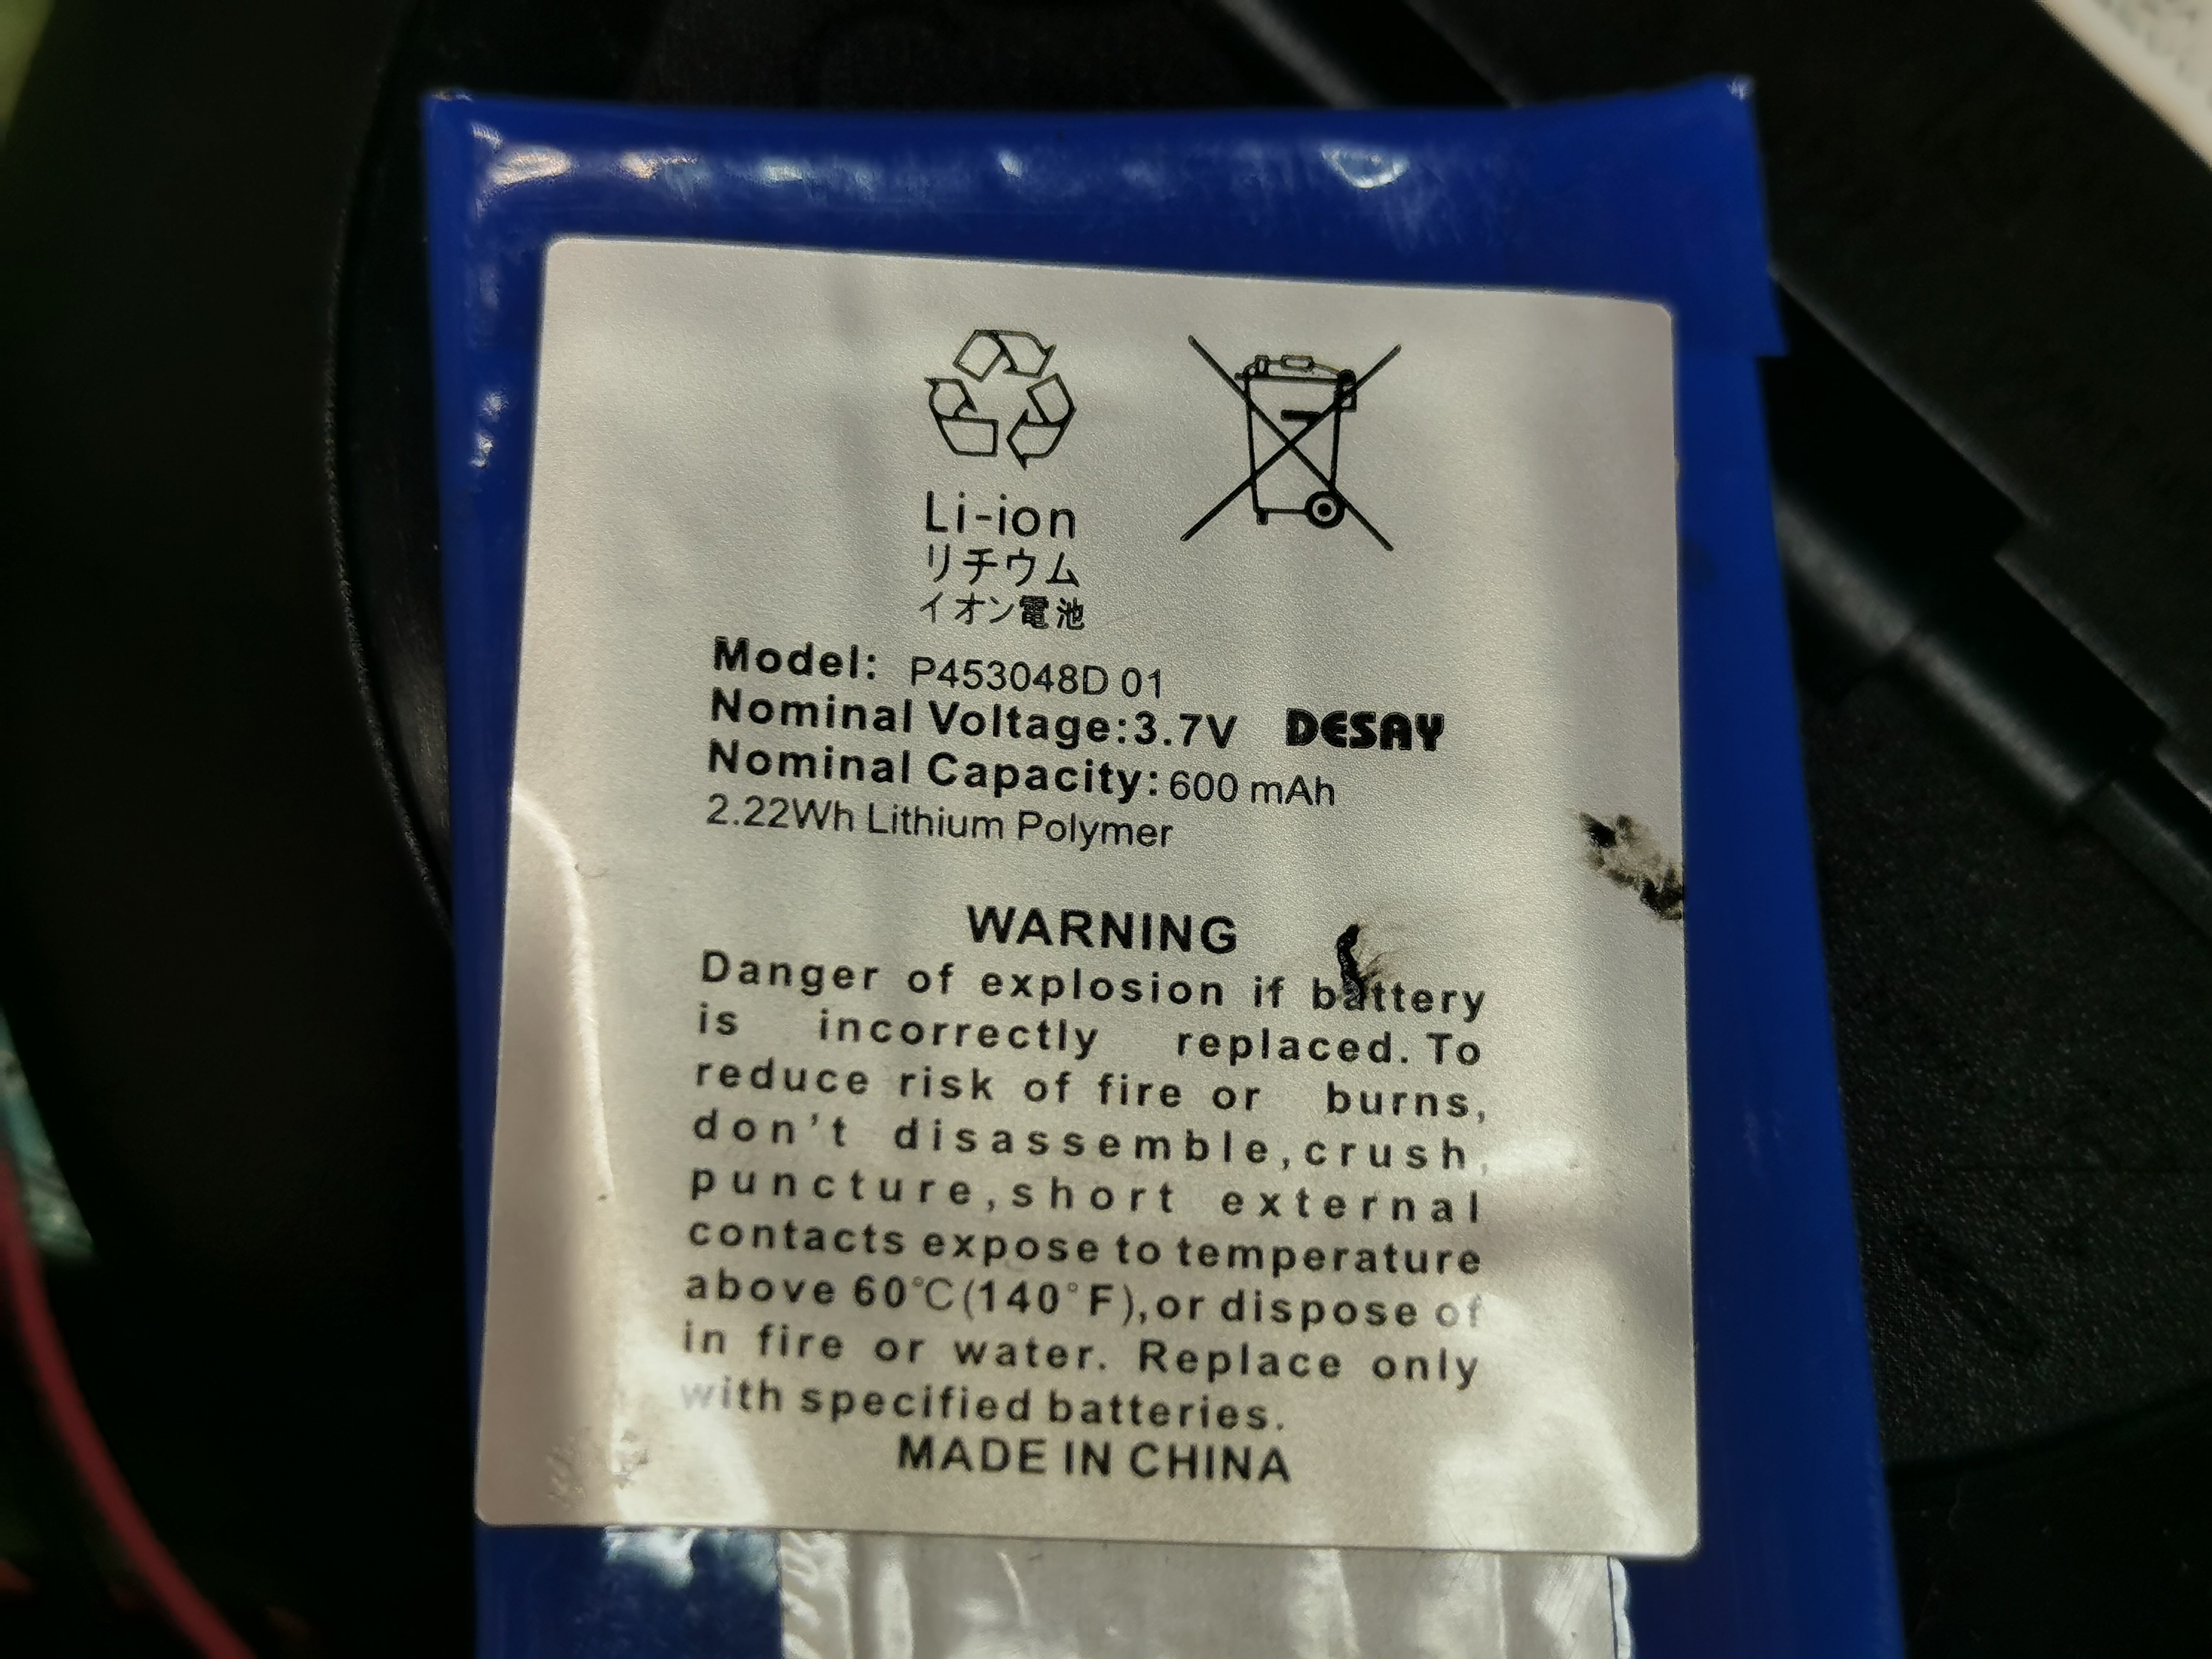 Li-ion
リチウム
イオン電池
Model: P453048D 01
Nominal Voltage:3.7V DESAY
Nominal Capacity: 600 mAh
2.22Wh Lithium Polymer
WARNING
Danger of explosion if battery
is incorrectly replaced. To
reduce risk of fire or burns,
don't disassemble,crush,
puncture,short external
contacts expose to temperature
above 60℃(140°F),or dispose of
in fire or water. Replace only
with specified batteries.
MADE IN CHINA